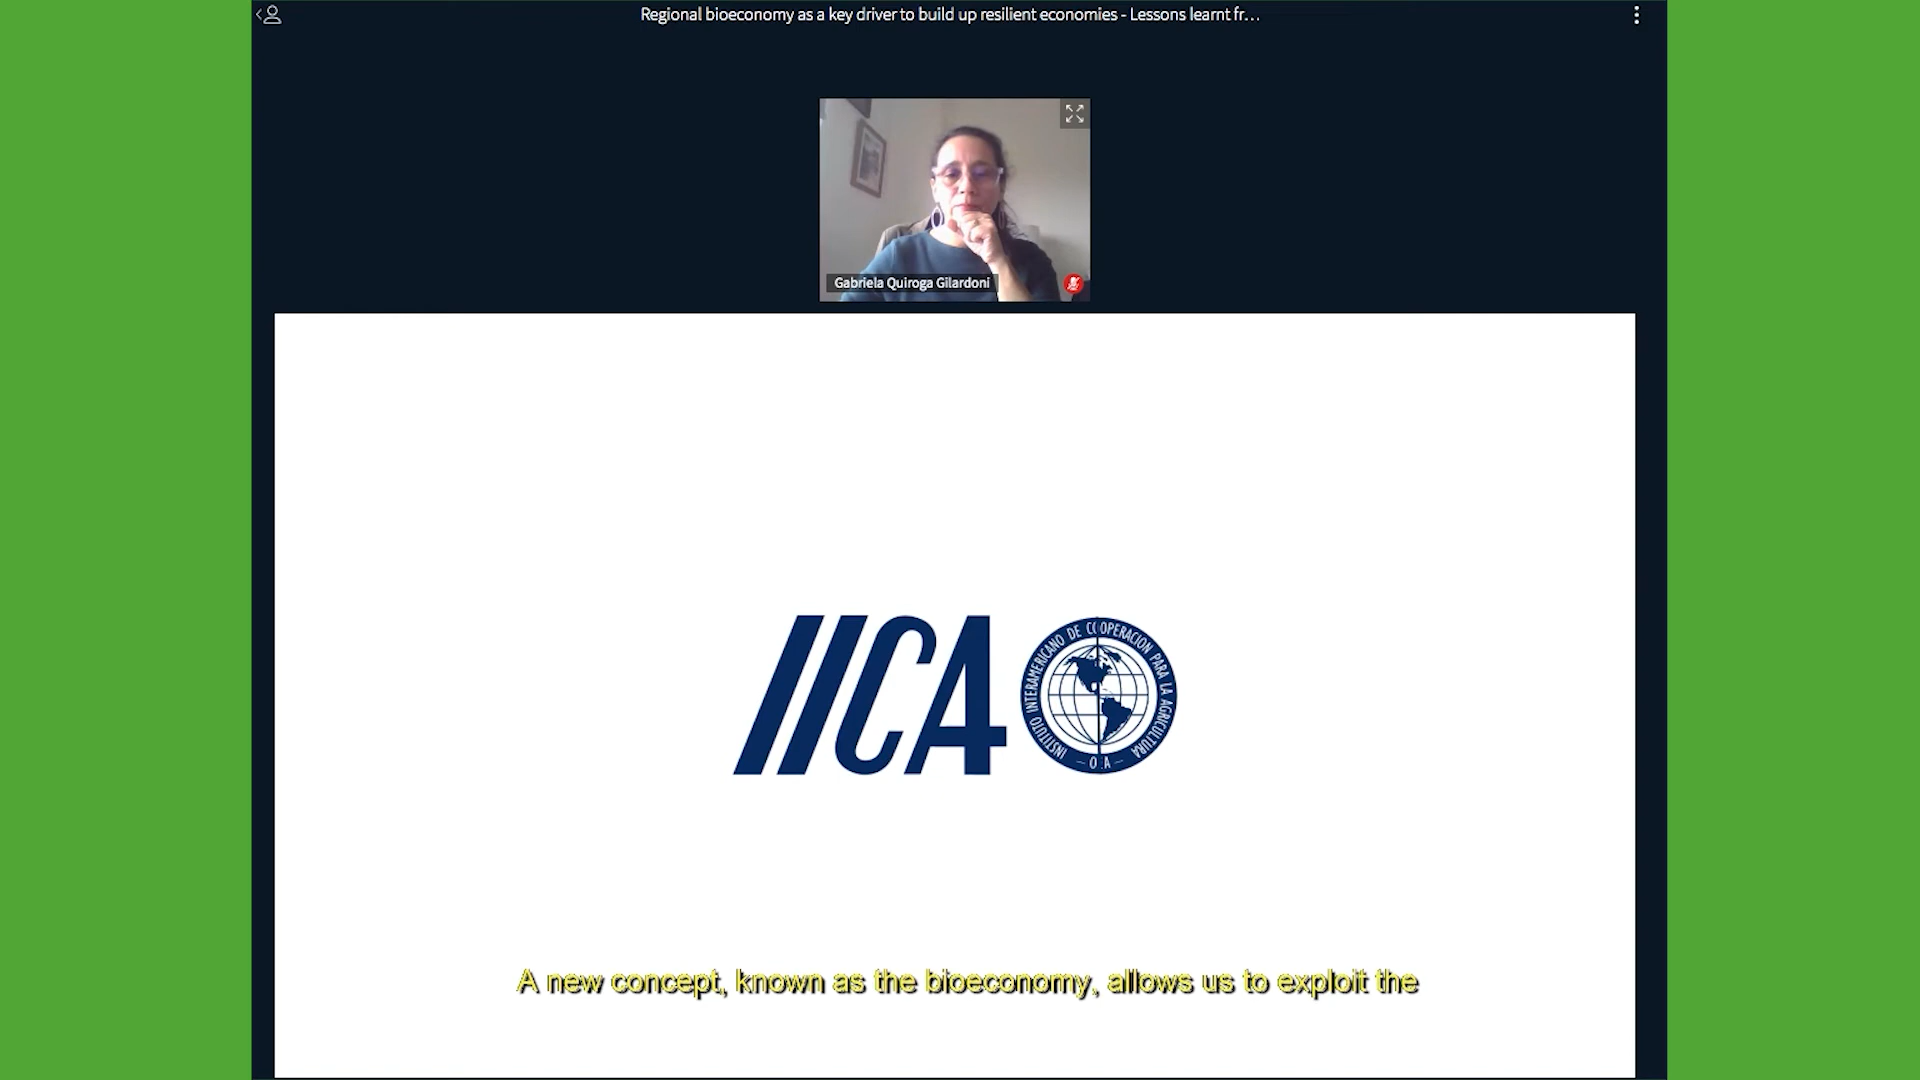 Regional bioeconomy as a key driver to build up resilient economies - Lessons learnt fr...
Gabriela Quiroga Gilardoni
IICA
INSTITUTO INTERAMERICANO DE COOPERACION PARA LA AGRICULTURA
- O.E.A -
A new concept, known as the bioeconomy, allows us to exploit the